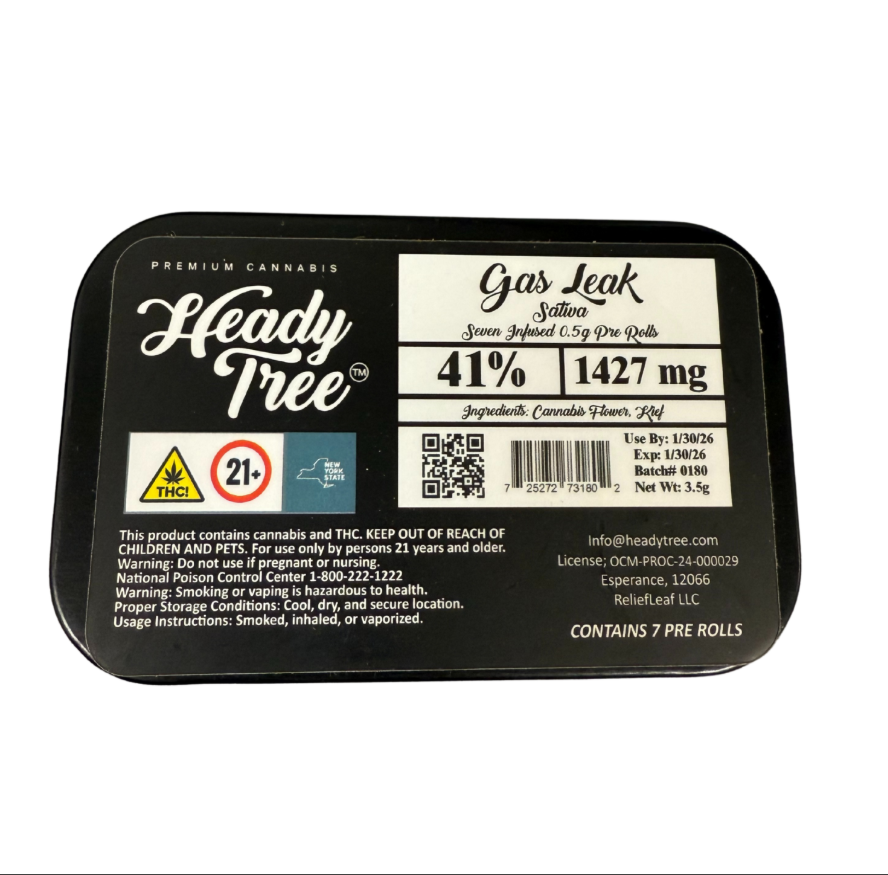 PREMIUM CANNABIS
Heady
Tree™
Gas Leak
Sativa
Seven Infused 0.5g Pre Rolls
41%
1427 mg
Ingredients: Cannabis Flower, Kief
THC!
21+
NEW
YORK
STATE
7 25272 73180 2
Use By: 1/30/26
Exp: 1/30/26
Batch# 0180
Net Wt: 3.5g
This product contains cannabis and THC. KEEP OUT OF REACH OF
CHILDREN AND PETS. For use only by persons 21 years and older.
Warning: Do not use if pregnant or nursing.
National Poison Control Center 1-800-222-1222
Warning: Smoking or vaping is hazardous to health.
Proper Storage Conditions: Cool, dry, and secure location.
Usage Instructions: Smoked, inhaled, or vaporized.
Info@headytree.com
License; OCM-PROC-24-000029
Esperance, 12066
ReliefLeaf LLC
CONTAINS 7 PRE ROLLS